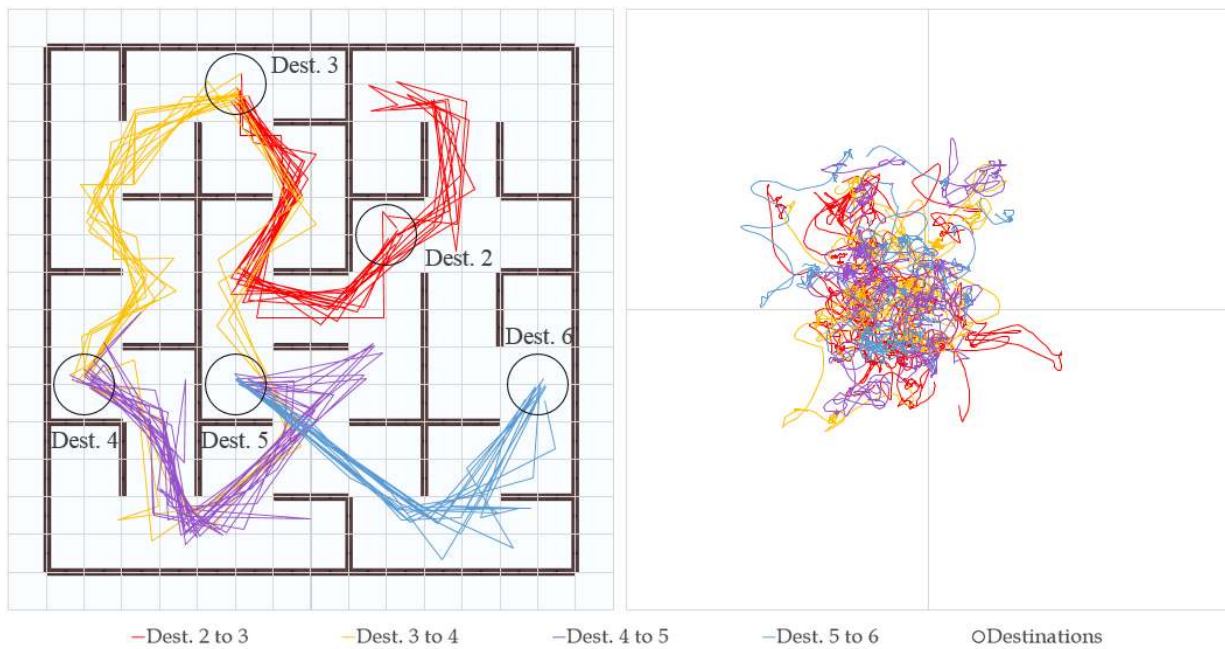 Dest. 3
Dest. 2
Dest. 6
Dest. 4
Dest. 5
Dest. 2 to 3
Dest. 3 to 4
Dest. 4 to 5
Dest. 5 to 6
Destinations